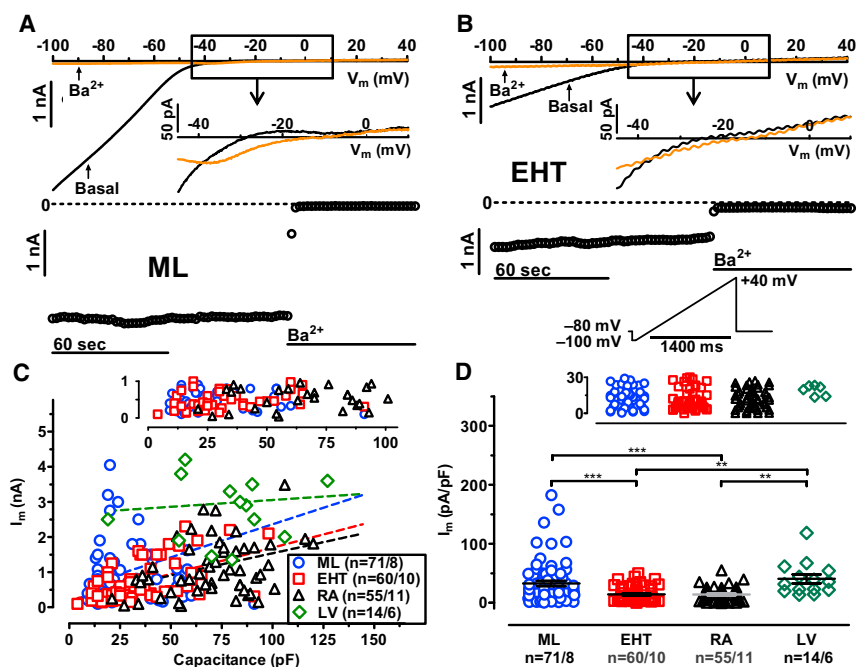 A
-100 -80 -60 -40 -20 0 20 40
Ba2+
Vm (mV)
1 nA
50 pA
-40 -20 0
Vm (mV)
Basal
0
1 nA
ML
60 sec
Ba2+
B
-100 -80 -60 -40 -20 0 20 40
Ba2+
Vm (mV)
1 nA
Basal
50 pA
-40 -20 0
Vm (mV)
EHT
0
1 nA
60 sec
Ba2+
+40 mV
–80 mV
–100 mV
1400 ms
C
1
0
0 25 50 75 100
Im (nA)
5
4
3
2
1
0
0 25 50 75 100 125 150
Capacitance (pF)
ML (n=71/8)
EHT (n=60/10)
RA (n=55/11)
LV (n=14/6)
D
30
15
0
Im (pA/pF)
250
200
150
100
50
0
***
**
***
**
ML EHT RA LV
n=71/8 n=60/10 n=55/11 n=14/6